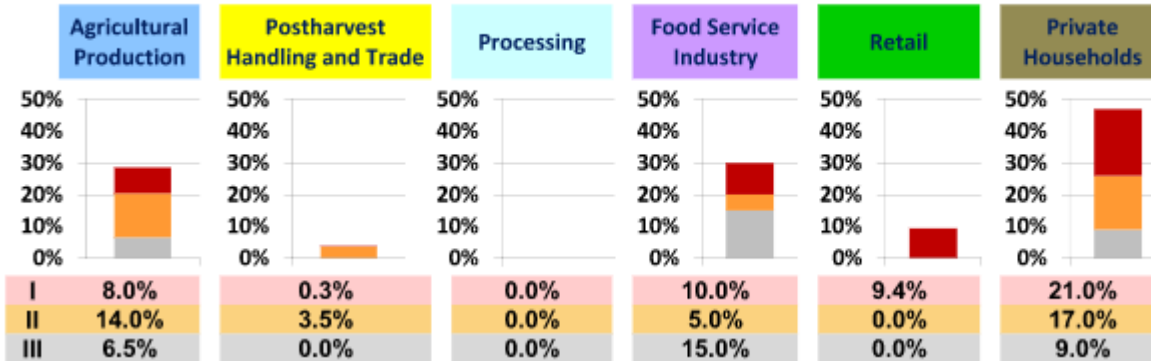 Agricultural
Production
Postharvest
Handling and Trade
Processing
Food Service
Industry
Retail
Private
Households
50% 50% 50% 50% 50% 50%
40% 40% 40% 40% 40% 40%
30% 30% 30% 30% 30% 30%
20% 20% 20% 20% 20% 20%
10% 10% 10% 10% 10% 10%
0% 0% 0% 0% 0% 0%
I 8.0% 0.3% 0.0% 10.0% 9.4% 21.0%
II 14.0% 3.5% 0.0% 5.0% 0.0% 17.0%
III 6.5% 0.0% 0.0% 15.0% 0.0% 9.0%